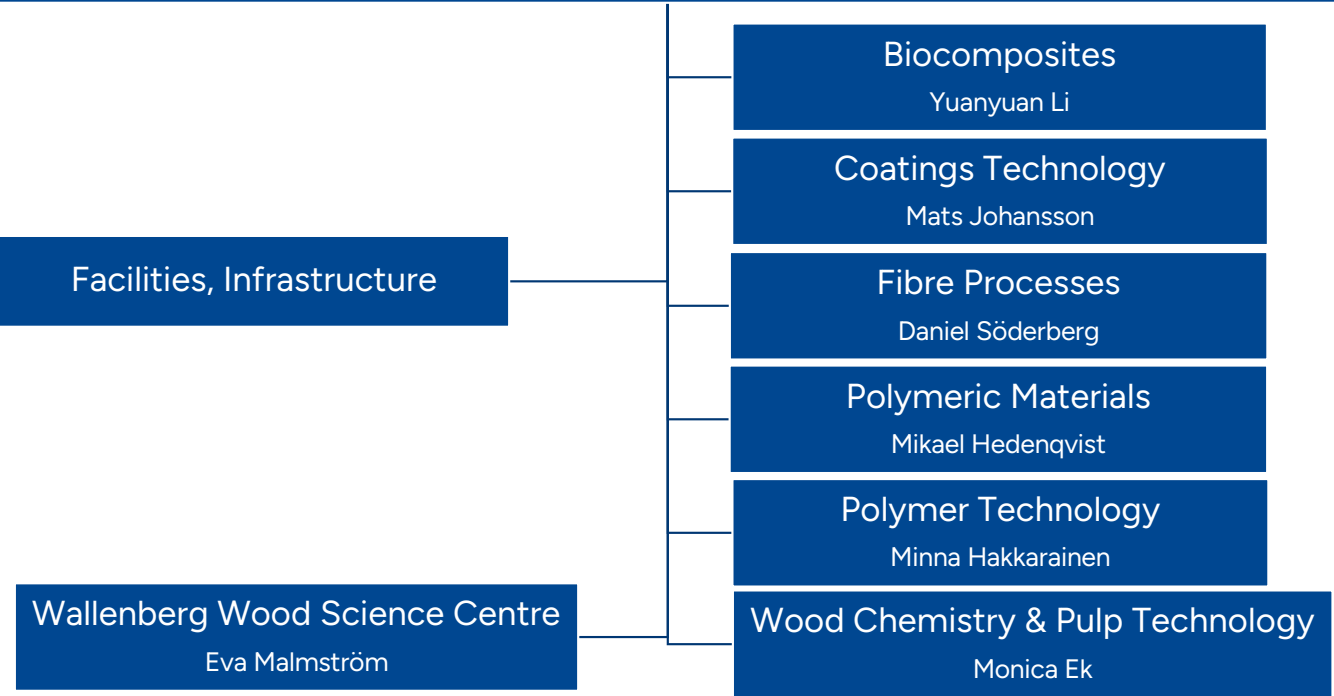 Biocomposites
Yuanyuan Li
Coatings Technology
Mats Johansson
Facilities, Infrastructure
Fibre Processes
Daniel Söderberg
Polymeric Materials
Mikael Hedenqvist
Polymer Technology
Minna Hakkarainen
Wallenberg Wood Science Centre
Eva Malmström
Wood Chemistry & Pulp Technology
Monica Ek